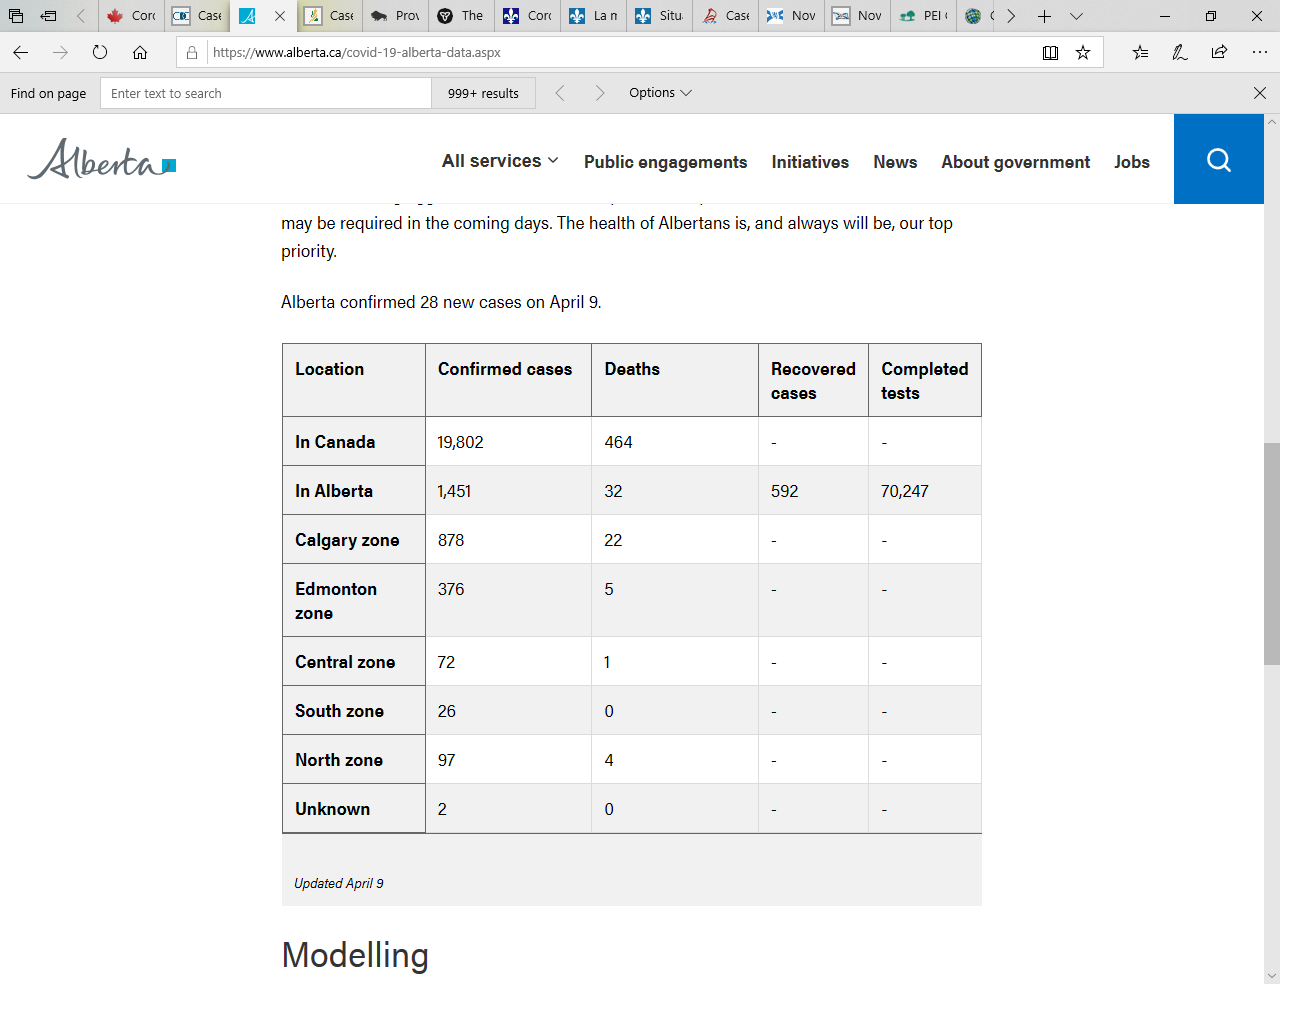 Corc
Case
Case
Prov
The
Corc
La n
Situ
Case
Nov
Nov
PEI
https://www.alberta.ca/covid-19-alberta-data.aspx
Find on page
Enter text to search
999+ results
Options
Alberta
All services
Public engagements
Initiatives
News
About government
Jobs
may be required in the coming days. The health of Albertans is, and always will be, our top
priority.
Alberta confirmed 28 new cases on April 9.
Location Confirmed cases Deaths Recovered cases Completed tests
In Canada 19,802 464 - -
In Alberta 1,451 32 592 70,247
Calgary zone 878 22 - -
Edmonton zone 376 5 - -
Central zone 72 1 - -
South zone 26 0 - -
North zone 97 4 - -
Unknown 2 0 - -
Updated April 9
Modelling